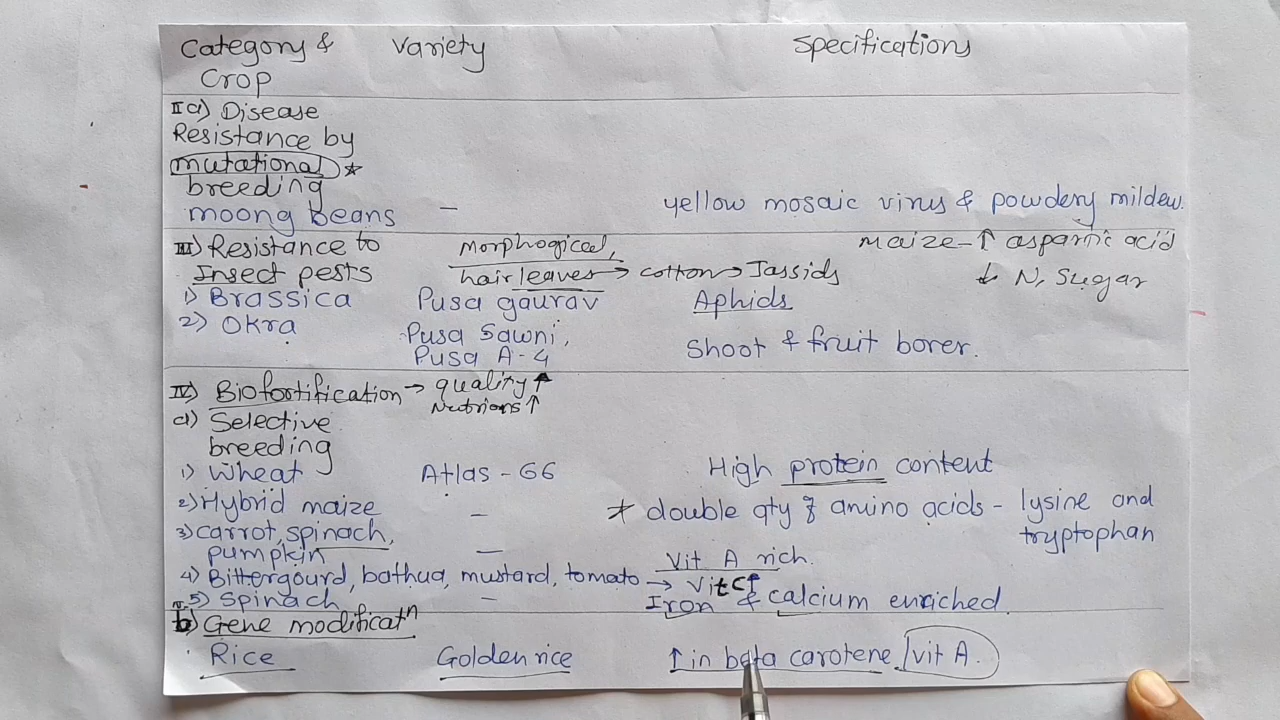 Category & Variety Specifications
Crop
II a) Disease
Resistance by
mutational *
breeding
moong beans - yellow mosaic virus & powdery mildew.
III) Resistance to morphogical, maize-↑ aspartic acid
Insect pests hair leaves → cotton → Jassids ↓ N, sugar
1) Brassica Pusa gaurav Aphids
2) Okra Pusa Sawni,
Pusa A-4 Shoot & fruit borer.
IV) Biofortification → quality ↑
Nutrions ↑
a) Selective
breeding
1) Wheat Atlas - 66 High protein content
2) Hybrid maize - * double qty of amino acids - lysine and
tryptophan
3) carrot, spinach,
pumpkin - Vit A rich.
4) Bittergourd, bathua, mustard, tomato → Vit C↑
5) Spinach - Iron & calcium enriched.
b) Gene modificatn
Rice Golden rice ↑ in beta carotene /vit A.